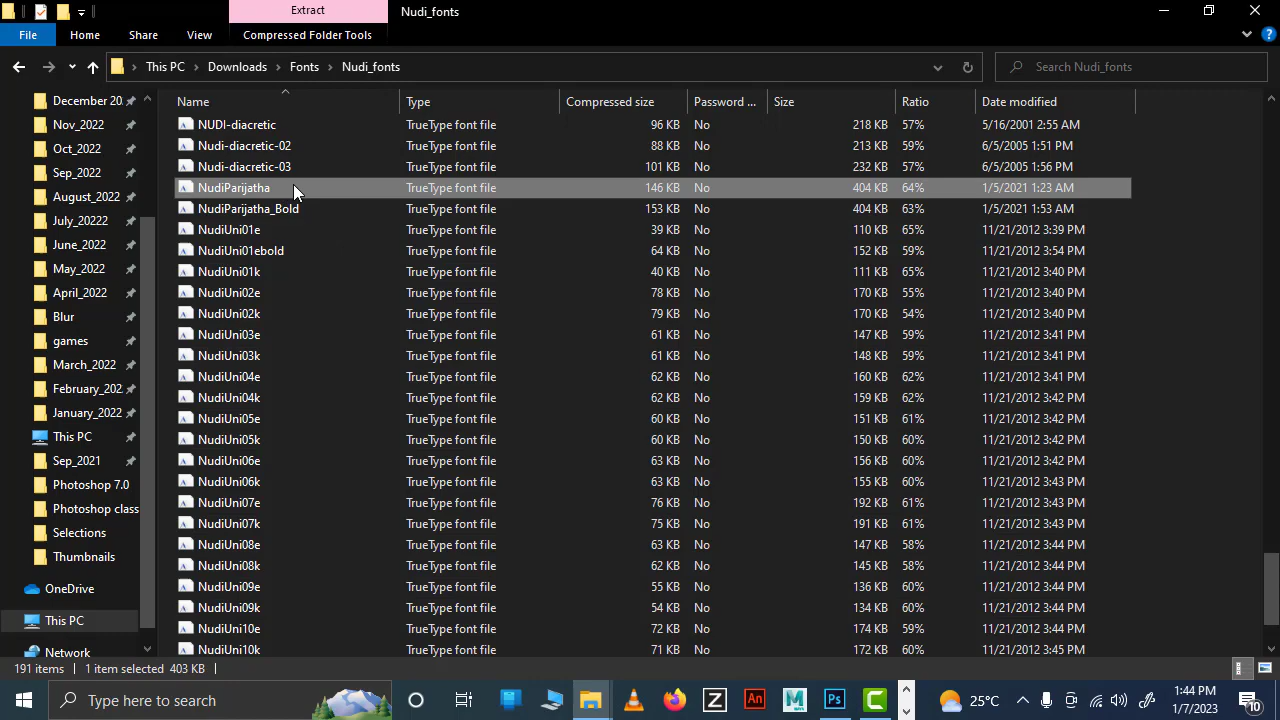 Extract
Nudi_fonts
File
Home
Share
View
Compressed Folder Tools
This PC > Downloads > Fonts > Nudi_fonts
Search Nudi_fonts
Name Type Compressed size Password ... Size Ratio Date modified
December 20
Nov_2022
Oct_2022
Sep_2022
August_2022
July_20222
June_2022
May_2022
April_2022
Blur
games
March_2022
February_202
January_2022
This PC
Sep_2021
Photoshop 7.0
Photoshop class
Selections
Thumbnails
OneDrive
This PC
Network
NUDI-diacretic TrueType font file 96 KB No 218 KB 57% 5/16/2001 2:55 AM
Nudi-diacretic-02 TrueType font file 88 KB No 213 KB 59% 6/5/2005 1:51 PM
Nudi-diacretic-03 TrueType font file 101 KB No 232 KB 57% 6/5/2005 1:56 PM
NudiParijatha TrueType font file 146 KB No 404 KB 64% 1/5/2021 1:23 AM
NudiParijatha_Bold TrueType font file 153 KB No 404 KB 63% 1/5/2021 1:53 AM
NudiUni01e TrueType font file 39 KB No 110 KB 65% 11/21/2012 3:39 PM
NudiUni01ebold TrueType font file 64 KB No 152 KB 59% 11/21/2012 3:54 PM
NudiUni01k TrueType font file 40 KB No 111 KB 65% 11/21/2012 3:40 PM
NudiUni02e TrueType font file 78 KB No 170 KB 55% 11/21/2012 3:40 PM
NudiUni02k TrueType font file 79 KB No 170 KB 54% 11/21/2012 3:40 PM
NudiUni03e TrueType font file 61 KB No 147 KB 59% 11/21/2012 3:41 PM
NudiUni03k TrueType font file 61 KB No 148 KB 59% 11/21/2012 3:41 PM
NudiUni04e TrueType font file 62 KB No 160 KB 62% 11/21/2012 3:41 PM
NudiUni04k TrueType font file 62 KB No 159 KB 62% 11/21/2012 3:42 PM
NudiUni05e TrueType font file 60 KB No 151 KB 61% 11/21/2012 3:42 PM
NudiUni05k TrueType font file 60 KB No 150 KB 60% 11/21/2012 3:42 PM
NudiUni06e TrueType font file 63 KB No 156 KB 60% 11/21/2012 3:42 PM
NudiUni06k TrueType font file 63 KB No 155 KB 60% 11/21/2012 3:43 PM
NudiUni07e TrueType font file 76 KB No 192 KB 61% 11/21/2012 3:43 PM
NudiUni07k TrueType font file 75 KB No 191 KB 61% 11/21/2012 3:43 PM
NudiUni08e TrueType font file 63 KB No 147 KB 58% 11/21/2012 3:44 PM
NudiUni08k TrueType font file 62 KB No 145 KB 58% 11/21/2012 3:44 PM
NudiUni09e TrueType font file 55 KB No 136 KB 60% 11/21/2012 3:44 PM
NudiUni09k TrueType font file 54 KB No 134 KB 60% 11/21/2012 3:44 PM
NudiUni10e TrueType font file 72 KB No 174 KB 59% 11/21/2012 3:44 PM
NudiUni10k TrueType font file 71 KB No 172 KB 60% 11/21/2012 3:45 PM
191 items 1 item selected 403 KB
Type here to search
Z
An
M
Ps
C
25°C
1:44 PM
1/7/2023
10